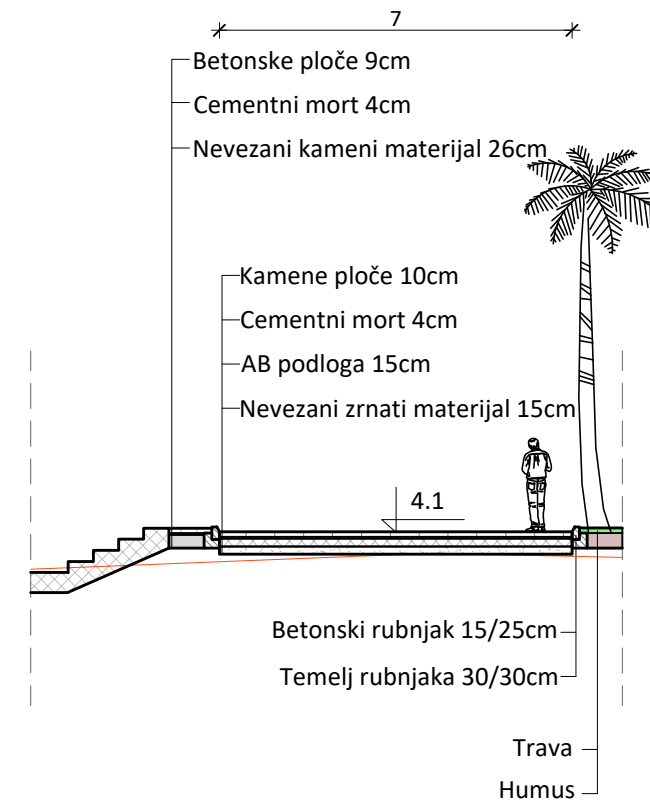 7
Betonske ploče 9cm
Cementni mort 4cm
Nevezani kameni materijal 26cm
Kamene ploče 10cm
Cementni mort 4cm
AB podloga 15cm
Nevezani zrnati materijal 15cm
4.1
Betonski rubnjak 15/25cm
Temelj rubnjaka 30/30cm
Trava
Humus